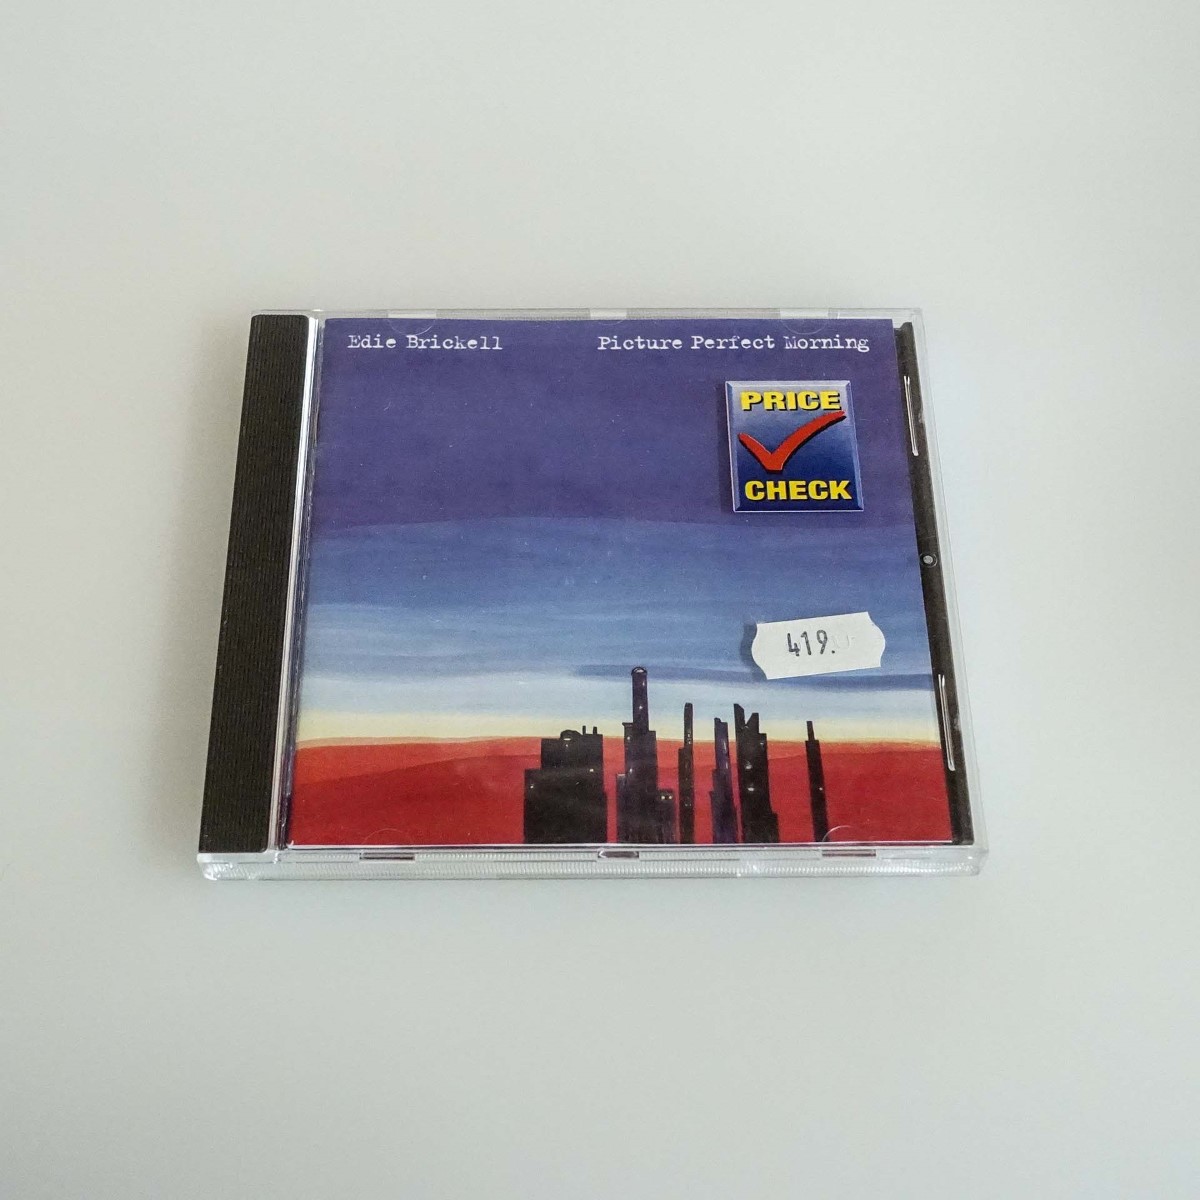 Edie Brickell Picture Perfect Morning
PRICE
CHECK
419.